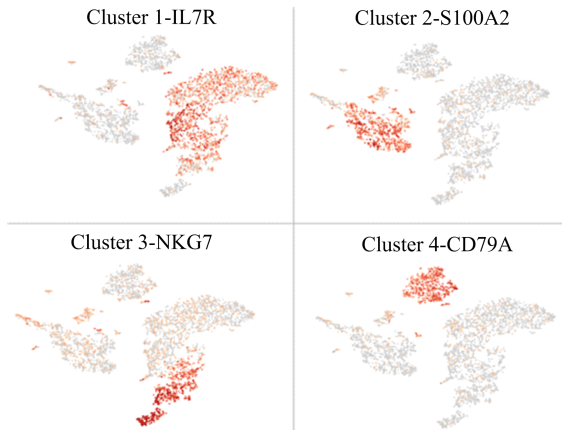 Cluster 1-IL7R
Cluster 2-S100A2
Cluster 3-NKG7
Cluster 4-CD79A